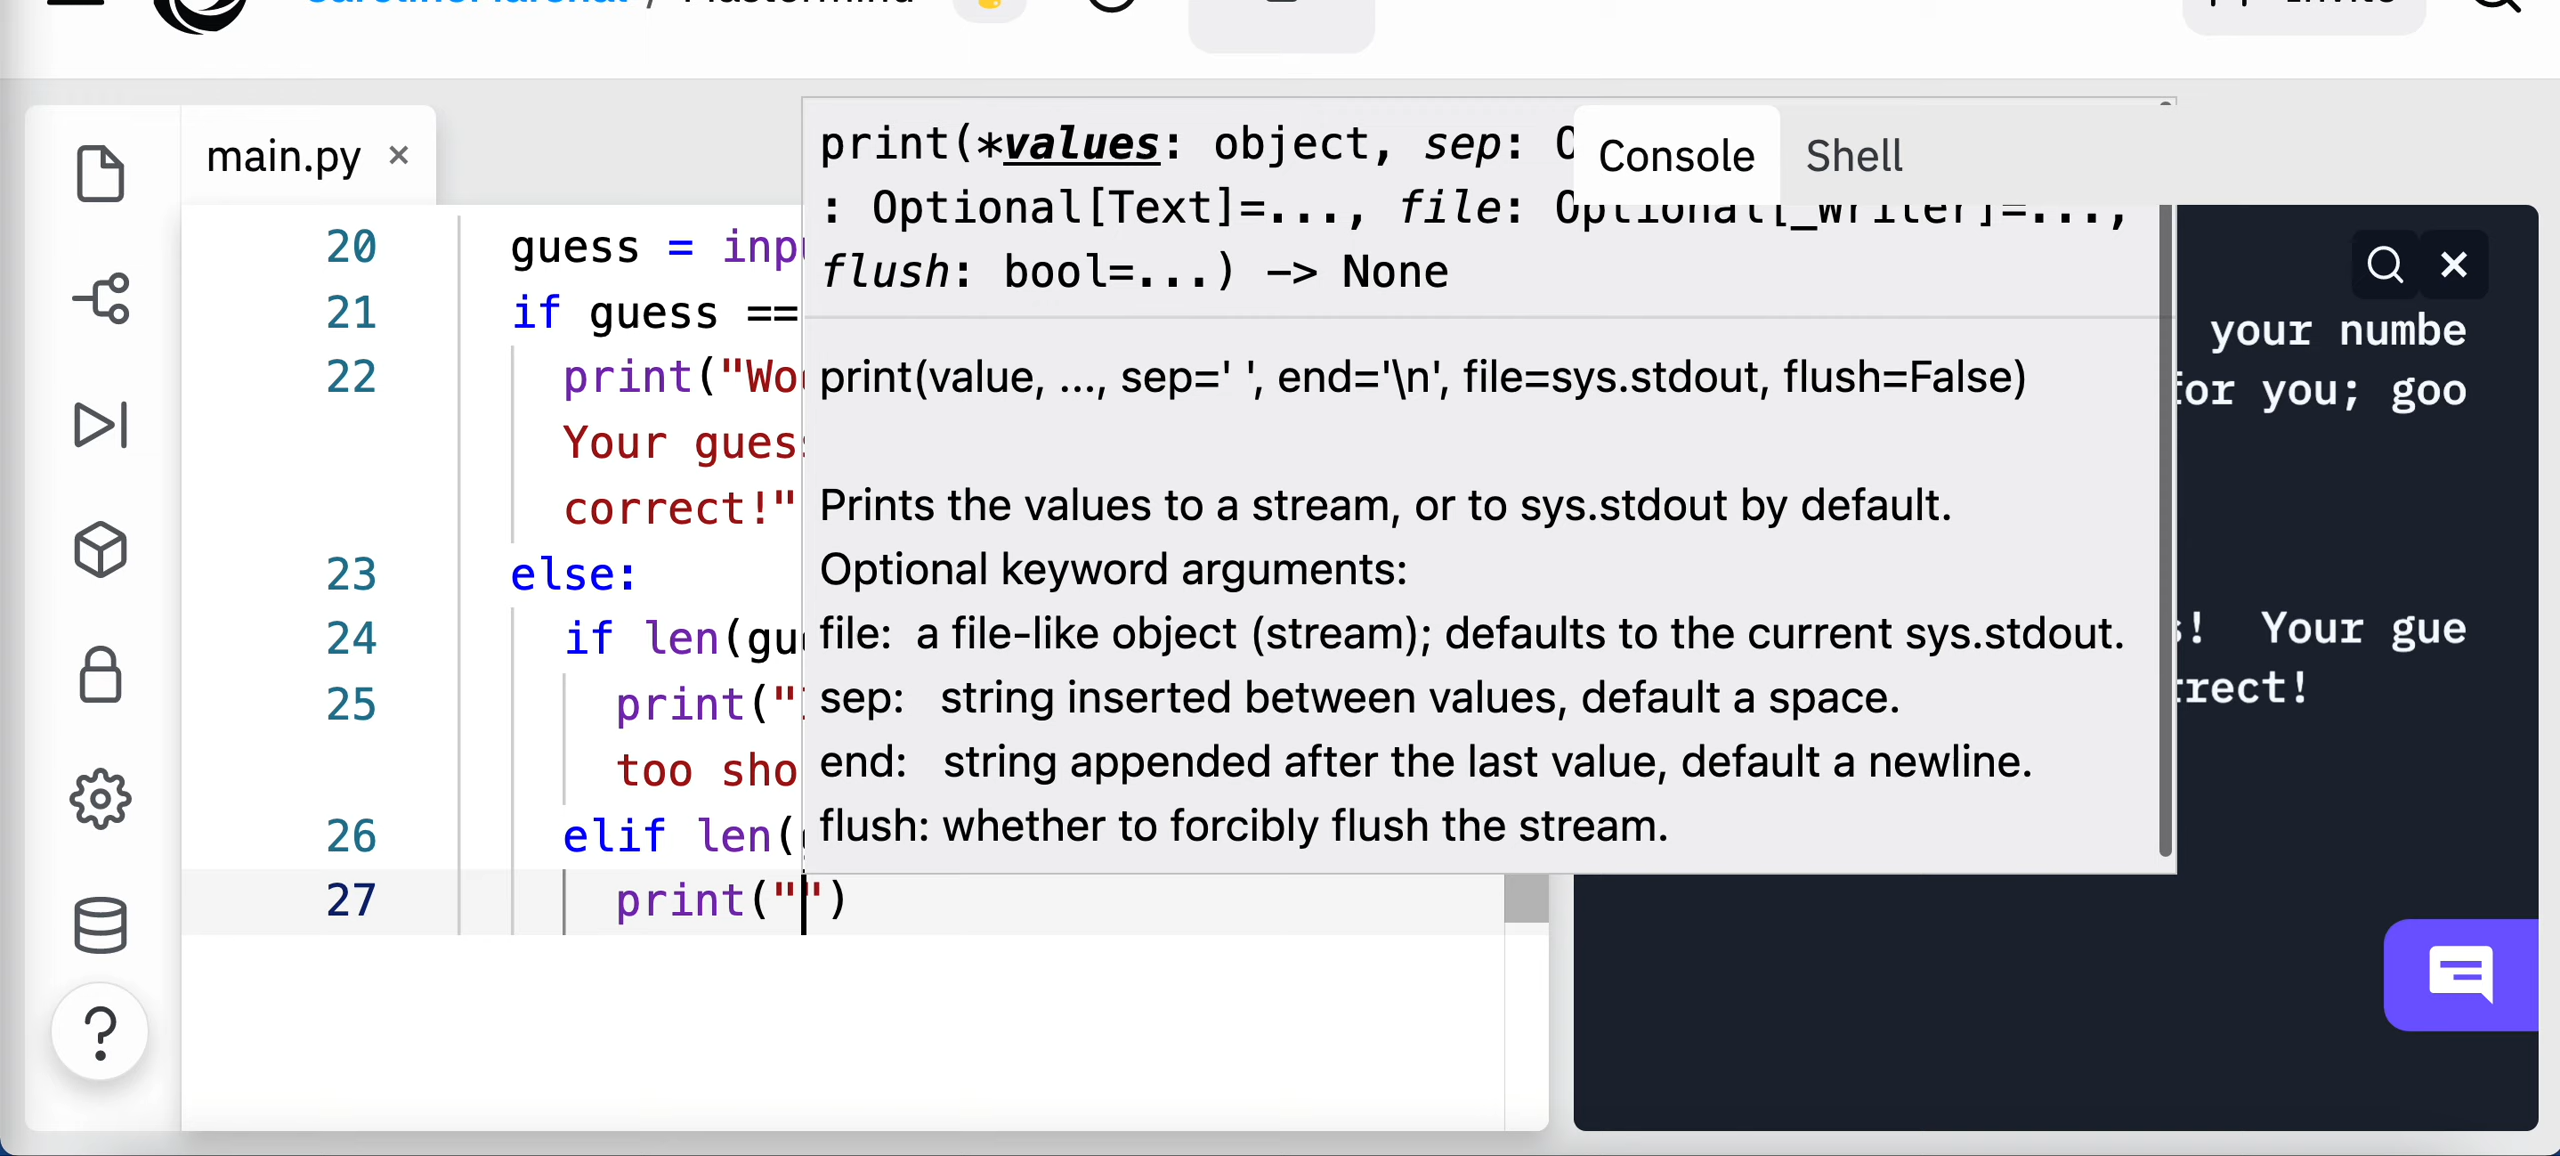 main.py ×
20 guess = inp
21 if guess ==
22 print("Wo
Your gues
correct!"
23 else:
24 if len(gu
25 print("
too sho
26 elif len(
27 print("")
print(*values: object, sep:
: Optional[Text]=..., file: Optional[_Writer]=...,
flush: bool=...) -> None
print(value, ..., sep=' ', end='\n', file=sys.stdout, flush=False)
Prints the values to a stream, or to sys.stdout by default.
Optional keyword arguments:
file: a file-like object (stream); defaults to the current sys.stdout.
sep: string inserted between values, default a space.
end: string appended after the last value, default a newline.
flush: whether to forcibly flush the stream.
Console Shell
your numbe
or you; goo
! Your gue
rrect!